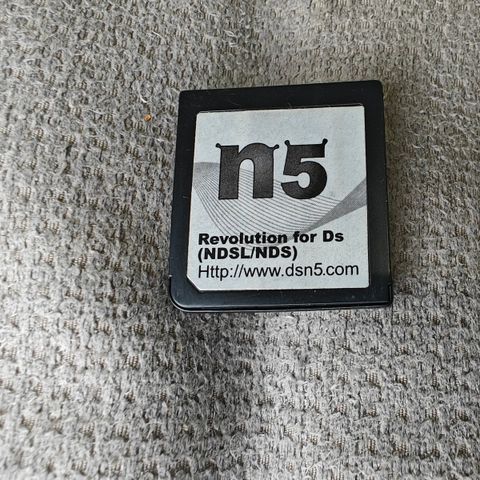 n5
Revolution for Ds
(NDSL/NDS)
Http://www.dsn5.com